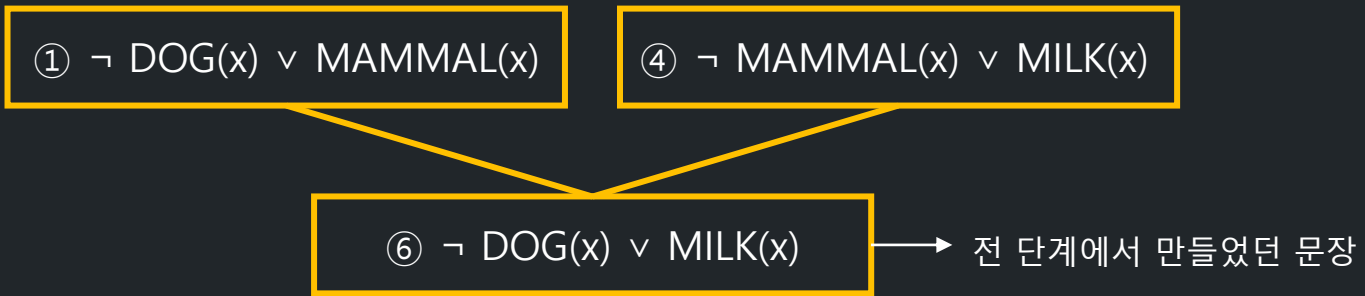 ① ¬ DOG(x) ∨ MAMMAL(x)
④ ¬ MAMMAL(x) ∨ MILK(x)
⑥ ¬ DOG(x) ∨ MILK(x)
전 단계에서 만들었던 문장